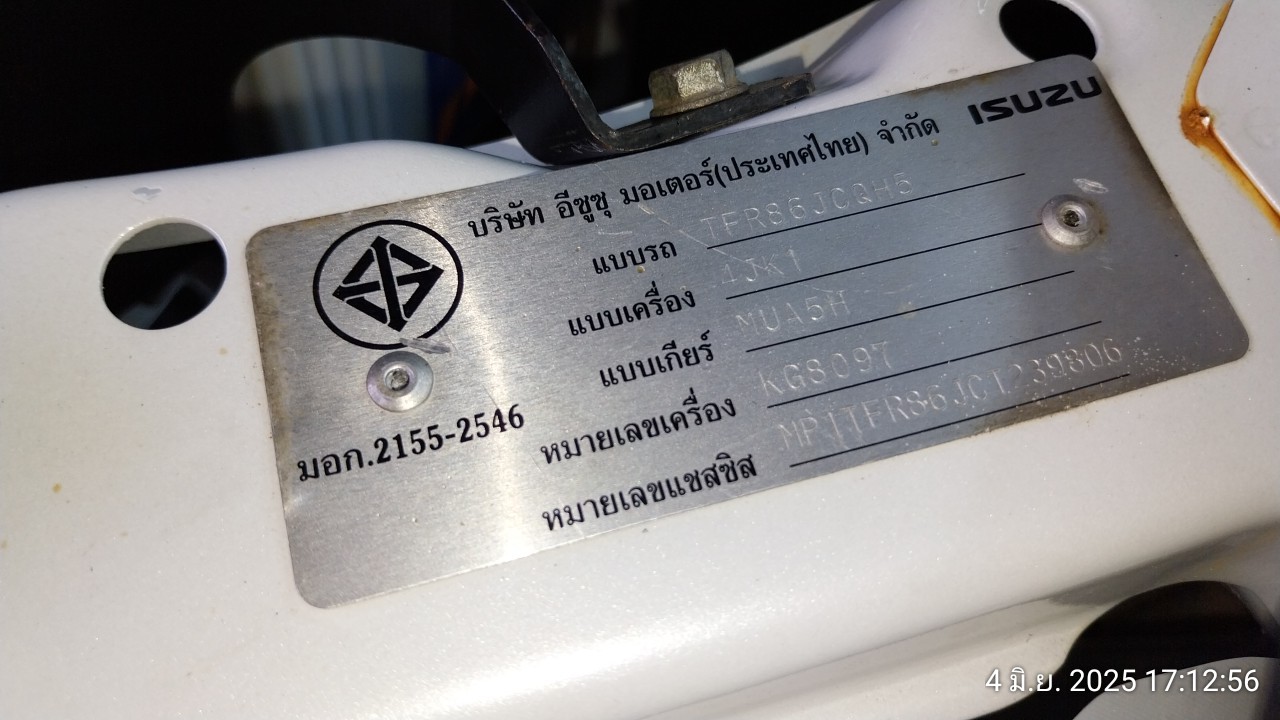 ISUZU
บริษัท อีซูซุ มอเตอร์(ประเทศไทย) จำกัด
แบบรถ TFR86JCQH5
แบบเครื่อง 4JK1
แบบเกียร์ MUA5H
หมายเลขเครื่อง KG8097
หมายเลขแชสซิส MP1TFR86JC1239806
มอก.2155-2546
4 มิ.ย. 2025 17:12:56